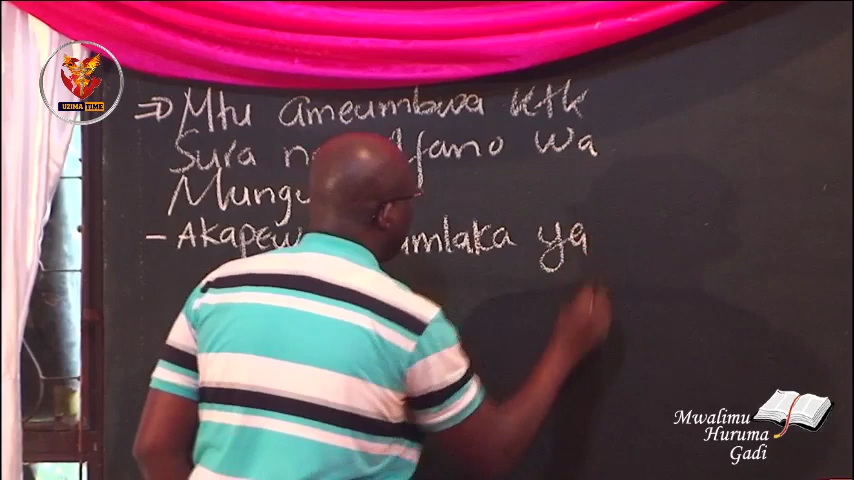 UZIMA TIME
⇒ Mtu ameumbwa ktk
Sura na Mfano wa
Mungu
- Akapewa mamlaka ya
Mwalimu
Huruma
Gadi